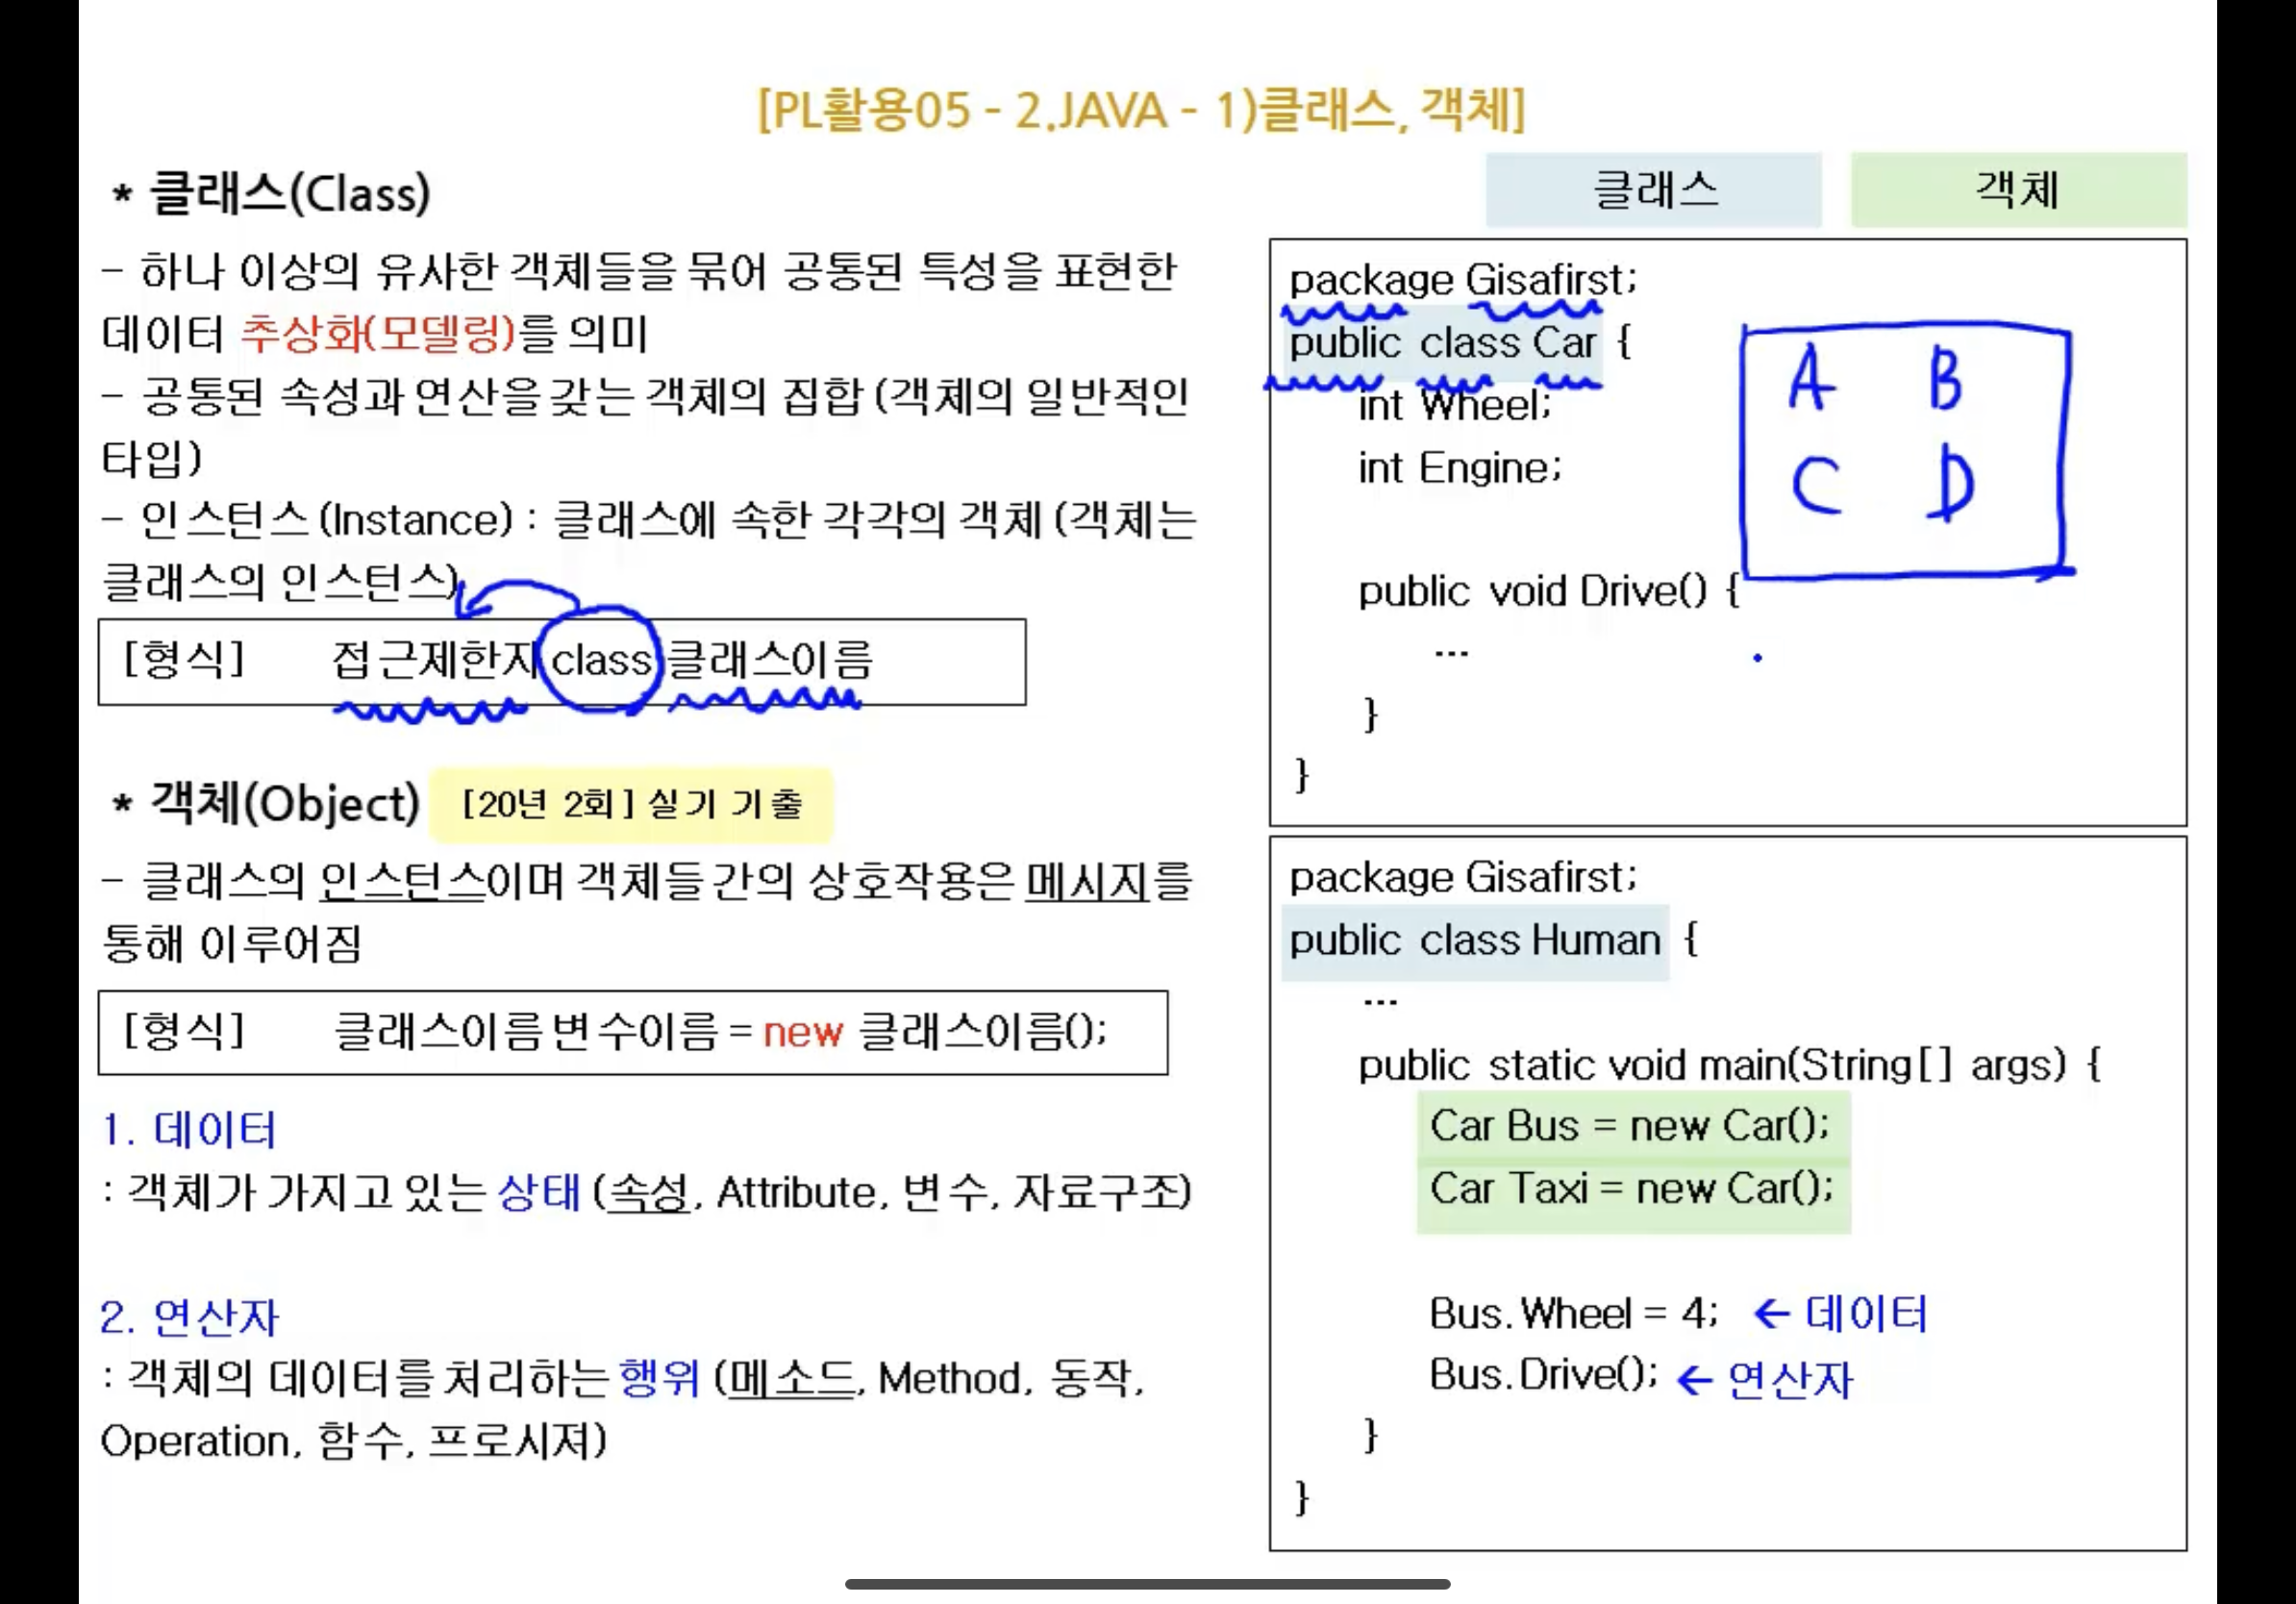 [PL활용05 - 2.JAVA - 1)클래스, 객체]
* 클래스(Class)
- 하나 이상의 유사한 객체들을 묶어 공통된 특성을 표현한
데이터 추상화(모델링)를 의미
- 공통된 속성과 연산을 갖는 객체의 집합 (객체의 일반적인
타입)
- 인스턴스(Instance) : 클래스에 속한 각각의 객체 (객체는
클래스의 인스턴스)
[형식] 접근제한자 class 클래스이름
* 객체(Object) [20년 2회] 실기 기출
- 클래스의 인스턴스이며 객체들 간의 상호작용은 메시지를
통해 이루어짐
[형식] 클래스이름 변수이름 = new 클래스이름();
1. 데이터
: 객체가 가지고 있는 상태 (속성, Attribute, 변수, 자료구조)
2. 연산자
: 객체의 데이터를 처리하는 행위 (메소드, Method, 동작,
Operation, 함수, 프로시져)
클래스 객체
package Gisafirst;
public class Car {
int Wheel;
int Engine;
public void Drive() {
...
}
}
A B
C D
package Gisafirst;
public class Human {
...
public static void main(String[] args) {
Car Bus = new Car();
Car Taxi = new Car();
Bus.Wheel = 4; ← 데이터
Bus.Drive(); ← 연산자
}
}